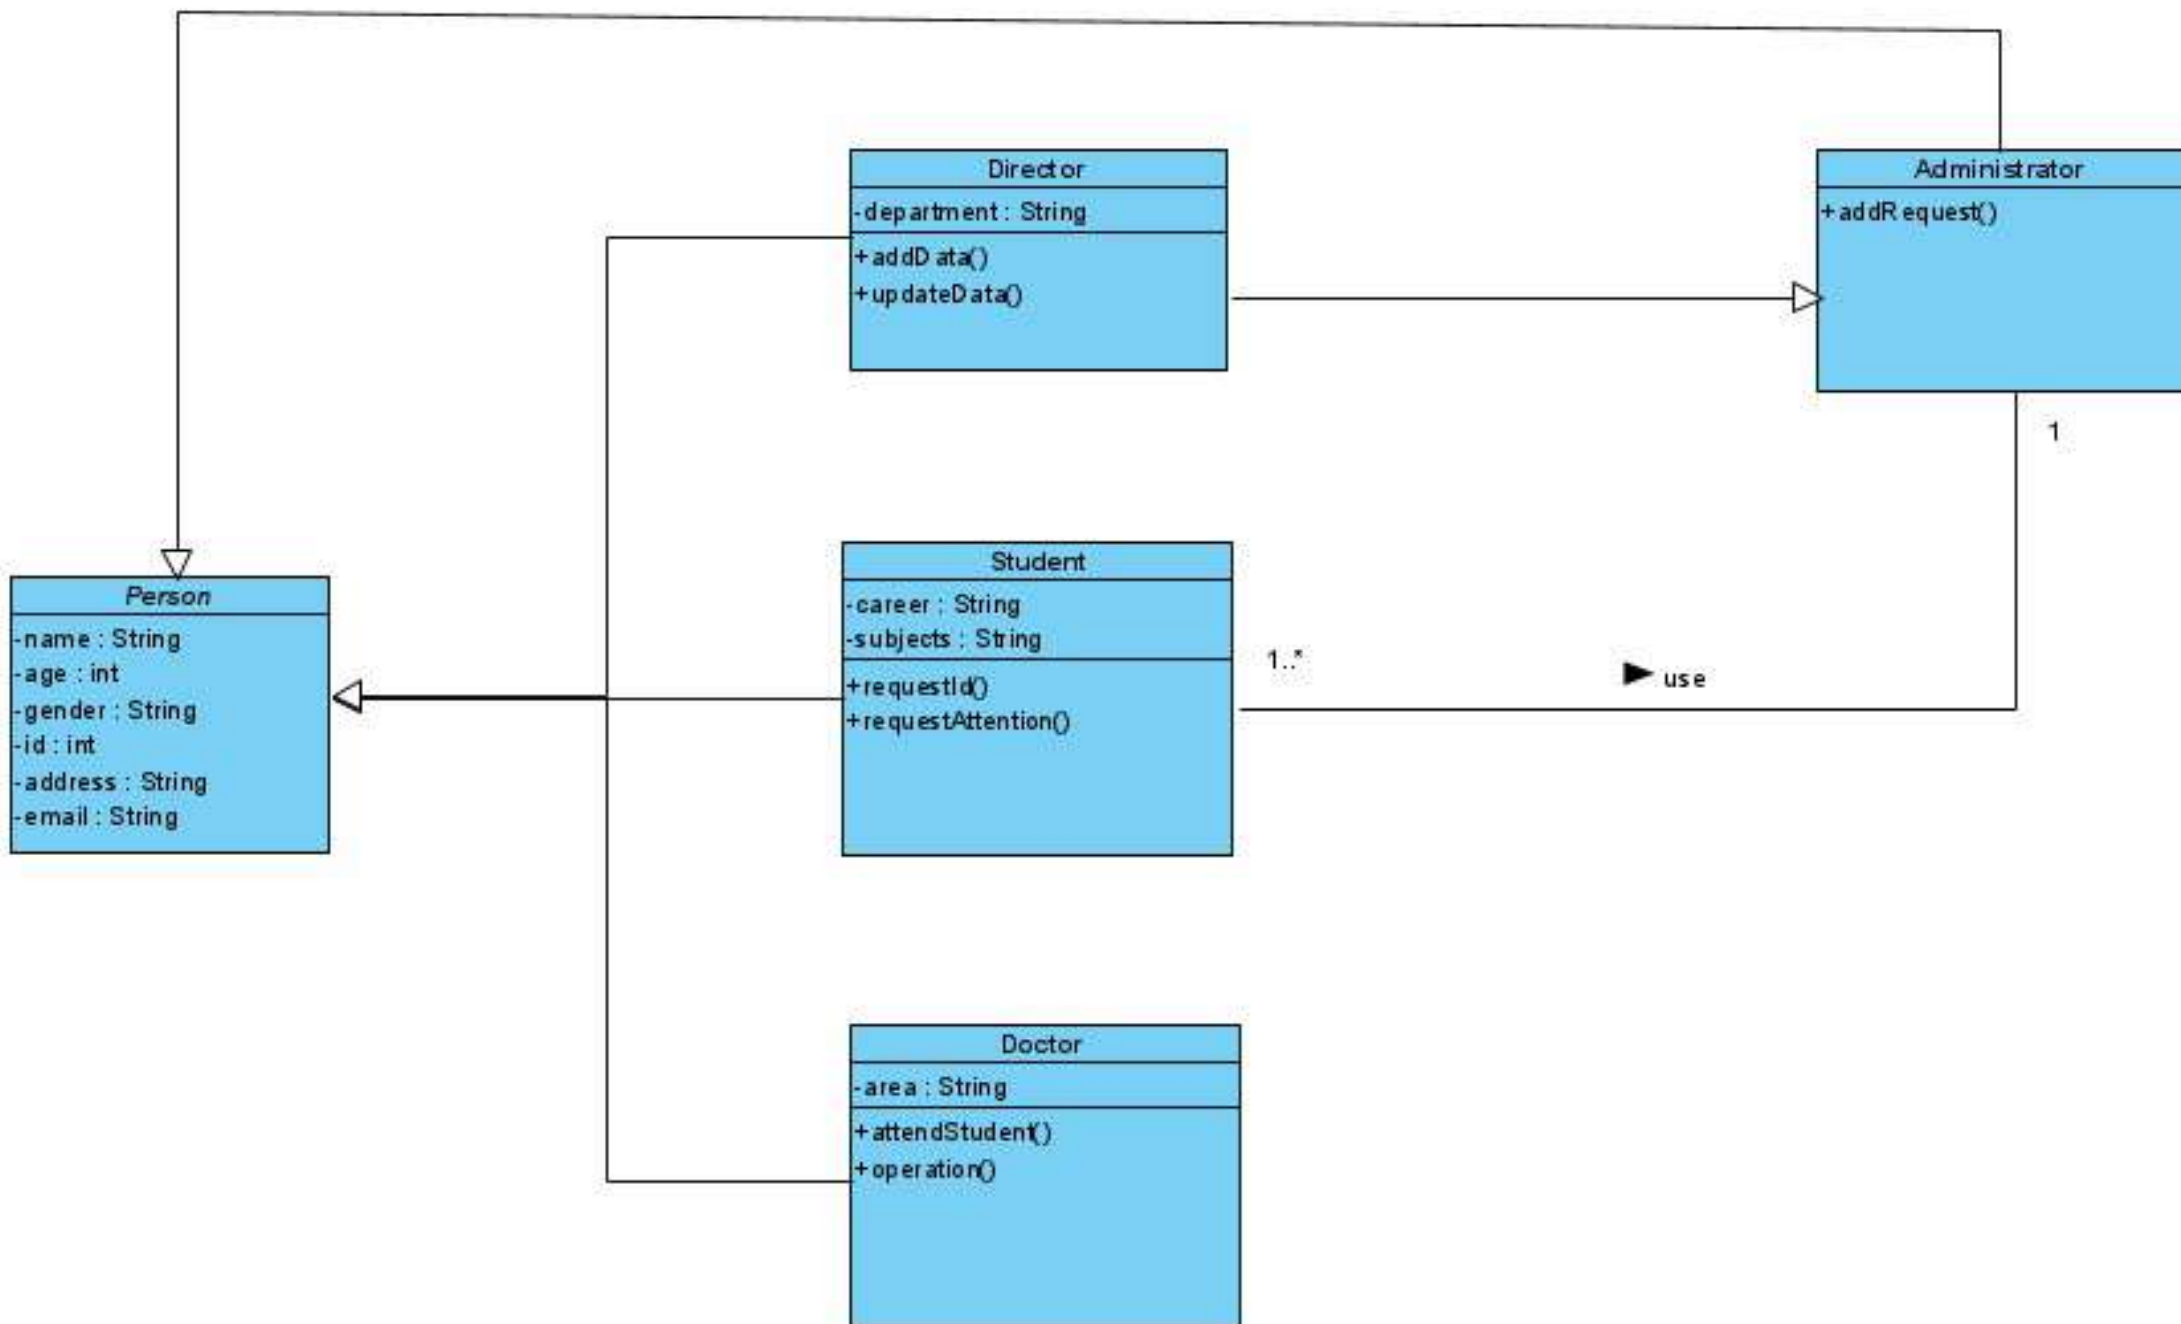 Director
-department : String
+addData()
+updateData()
Administrator
+addRequest()
1
Person
-name : String
-age : int
-gender : String
-id : int
-address : String
-email : String
Student
-career : String
-subjects : String
+requestId()
+requestAttention()
1..*
use
Doctor
-area : String
+attendStudent()
+operation()